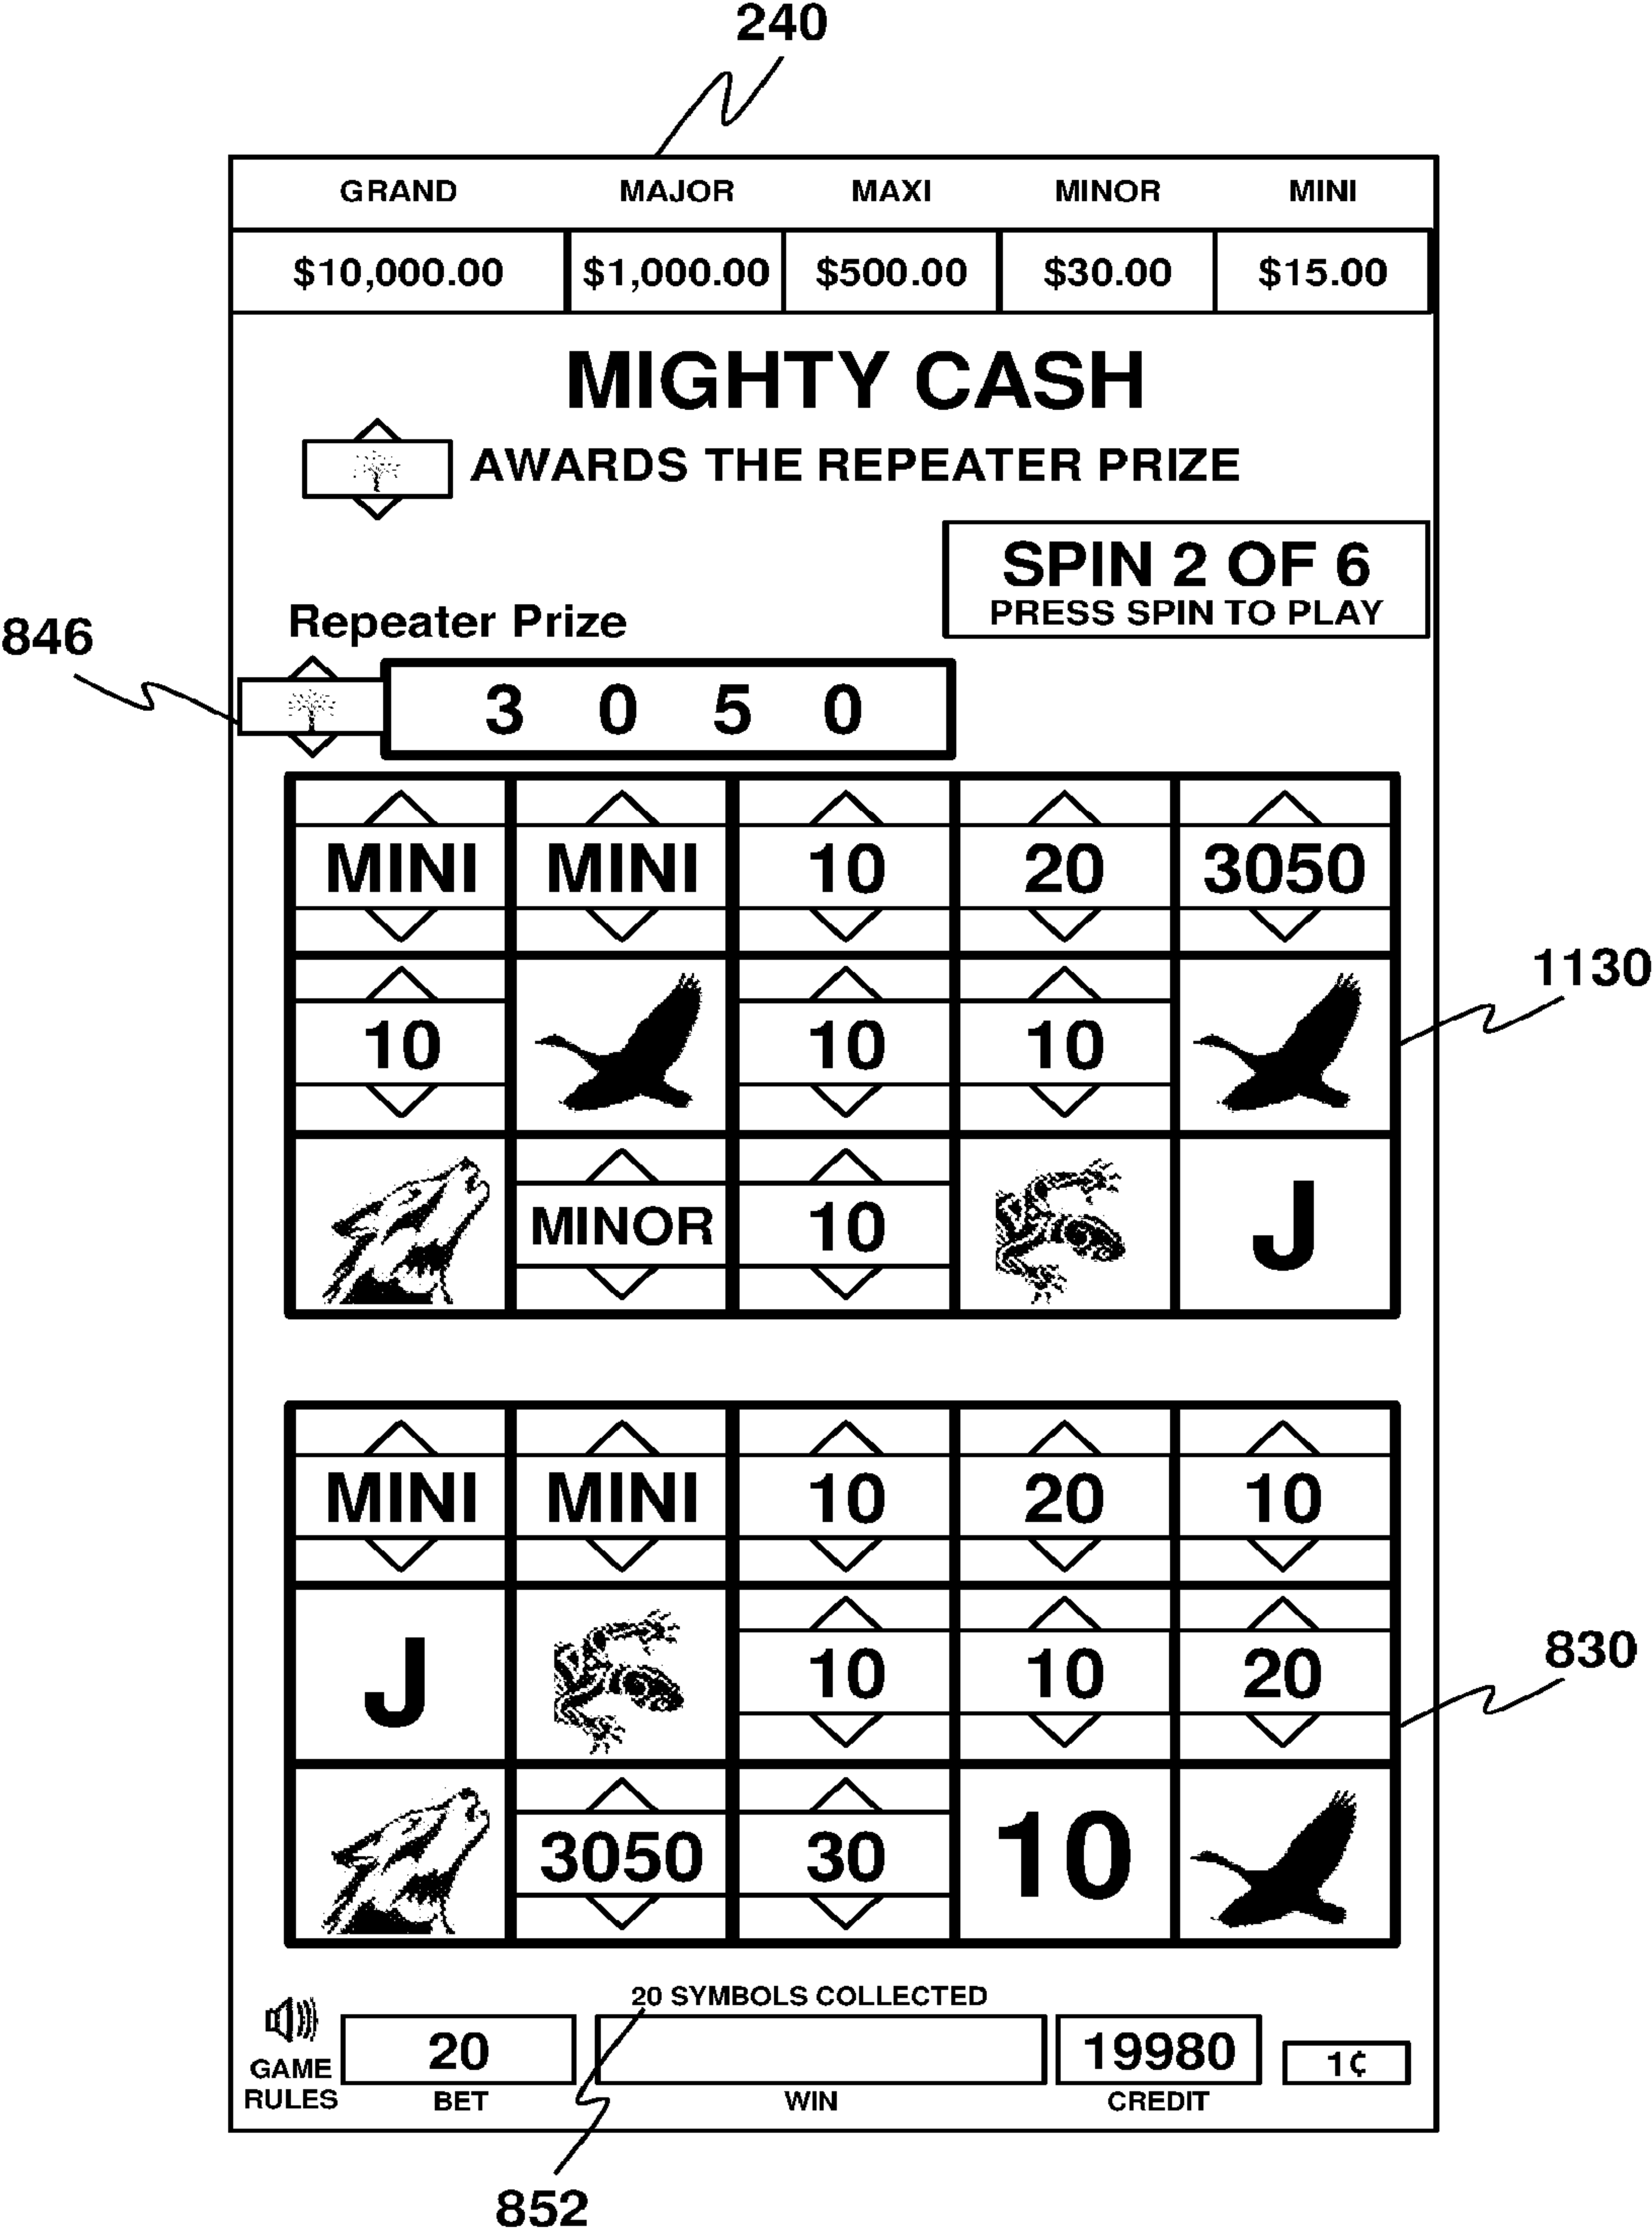 240
GRAND MAJOR MAXI MINOR MINI
$10,000.00 $1,000.00 $500.00 $30.00 $15.00
MIGHTY CASH
AWARDS THE REPEATER PRIZE
SPIN 2 OF 6
PRESS SPIN TO PLAY
Repeater Prize
846
3 0 5 0
MINI MINI 10 20 3050
1130
10 10 10
MINOR 10 J
MINI MINI 10 20 10
830
J 10 10 20
3050 30 10
20 SYMBOLS COLLECTED
20 19980 1¢
GAME
RULES BET WIN CREDIT
852